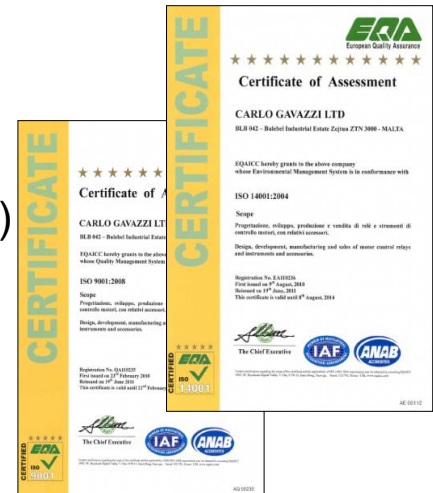 )
EQA
European Quality Assurance
CERTIFICATE
Certificate of Assessment
CARLO GAVAZZI LTD
BLB 042 – Bulebel Industrial Estate Zejtun ZTN 3000 - MALTA
EQAICC hereby grants to the above company
whose Environmental Management System is in conformance with
ISO 14001:2004
Scope
Progettazione, sviluppo, produzione e vendita di relè e strumenti di
controllo motori, con relativi accessori.
Design, development, manufacturing and sales of motor control relays
and instruments and accessories.
Registration No.
First issued on 9th August, 2010
Reissued on 19th June, 2011
This certificate is valid until 8th August, 2014
The Chief Executive
IAF
ANAB
CERTIFIED
EQA
ISO
14001
AE 00112
CERTIFICATE
Certificate of A
CARLO GAVAZZI LT
BLB 042 – Bulebel Industrial Estate
EQAICC hereby grants to the above
whose Quality Management System
ISO 9001:2008
Scope
Progettazione, sviluppo, produzione
controllo motori, con relativi accessori.
Design, development, manufacturing
instruments and accessories.
Registration No.
First issued on 23rd February 2010
Reissued on 19th June 2011
This certificate is valid until 22nd February
The Chief Executive
IAF
ANAB
CERTIFIED
EQA
ISO
9001